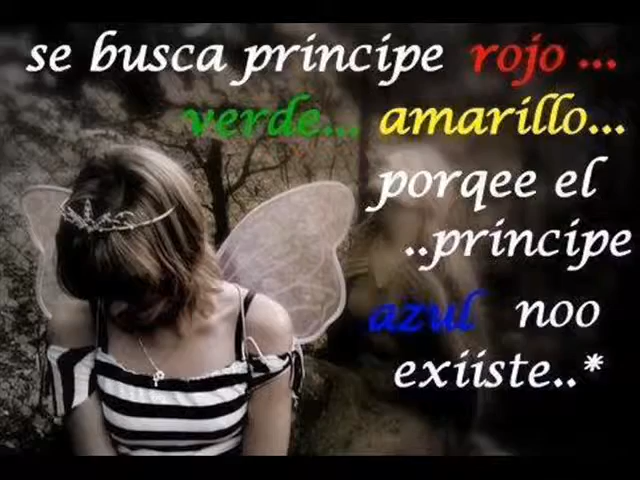 se busca principe rojo ...
verde... amarillo...
porqee el
..principe
azul noo
exiiste..*